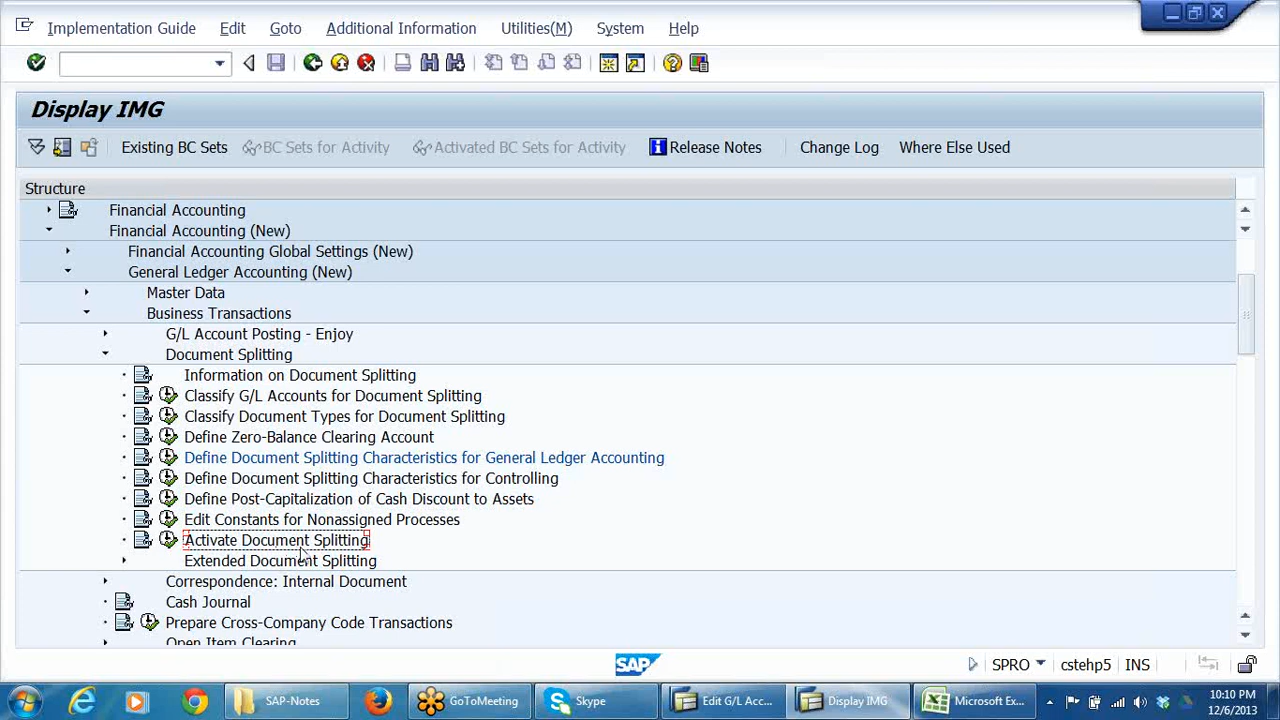 Implementation Guide Edit Goto Additional Information Utilities(M) System Help
Display IMG
Existing BC Sets BC Sets for Activity Activated BC Sets for Activity Release Notes Change Log Where Else Used
Structure
Financial Accounting
Financial Accounting (New)
Financial Accounting Global Settings (New)
General Ledger Accounting (New)
Master Data
Business Transactions
G/L Account Posting - Enjoy
Document Splitting
Information on Document Splitting
Classify G/L Accounts for Document Splitting
Classify Document Types for Document Splitting
Define Zero-Balance Clearing Account
Define Document Splitting Characteristics for General Ledger Accounting
Define Document Splitting Characteristics for Controlling
Define Post-Capitalization of Cash Discount to Assets
Edit Constants for Nonassigned Processes
Activate Document Splitting
Extended Document Splitting
Correspondence: Internal Document
Cash Journal
Prepare Cross-Company Code Transactions
Open Item Clearing
SAP SPRO cstehp5 INS
SAP-Notes GoToMeeting Skype Edit G/L Acc... Display IMG Microsoft Ex... 10:10 PM
12/6/2013